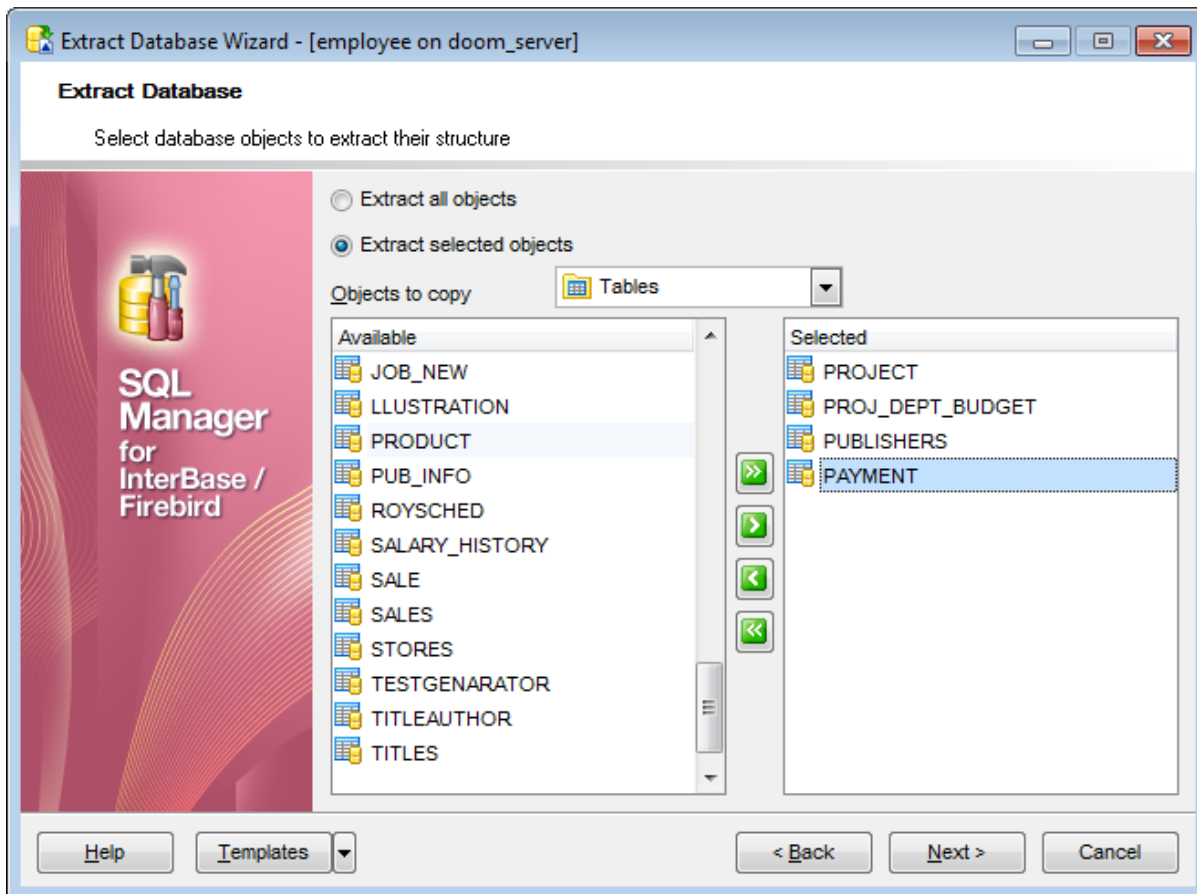 Extract Database Wizard - [employee on doom_server]
Extract Database
Select database objects to extract their structure
Extract all objects
Extract selected objects
Objects to copy
Tables
Available
JOB_NEW
LLUSTRATION
PRODUCT
PUB_INFO
ROYSCHED
SALARY_HISTORY
SALE
SALES
STORES
TESTGENARATOR
TITLEAUTHOR
TITLES
Selected
PROJECT
PROJ_DEPT_BUDGET
PUBLISHERS
PAYMENT
SQL
Manager
for
InterBase /
Firebird
Help
Templates
< Back
Next >
Cancel